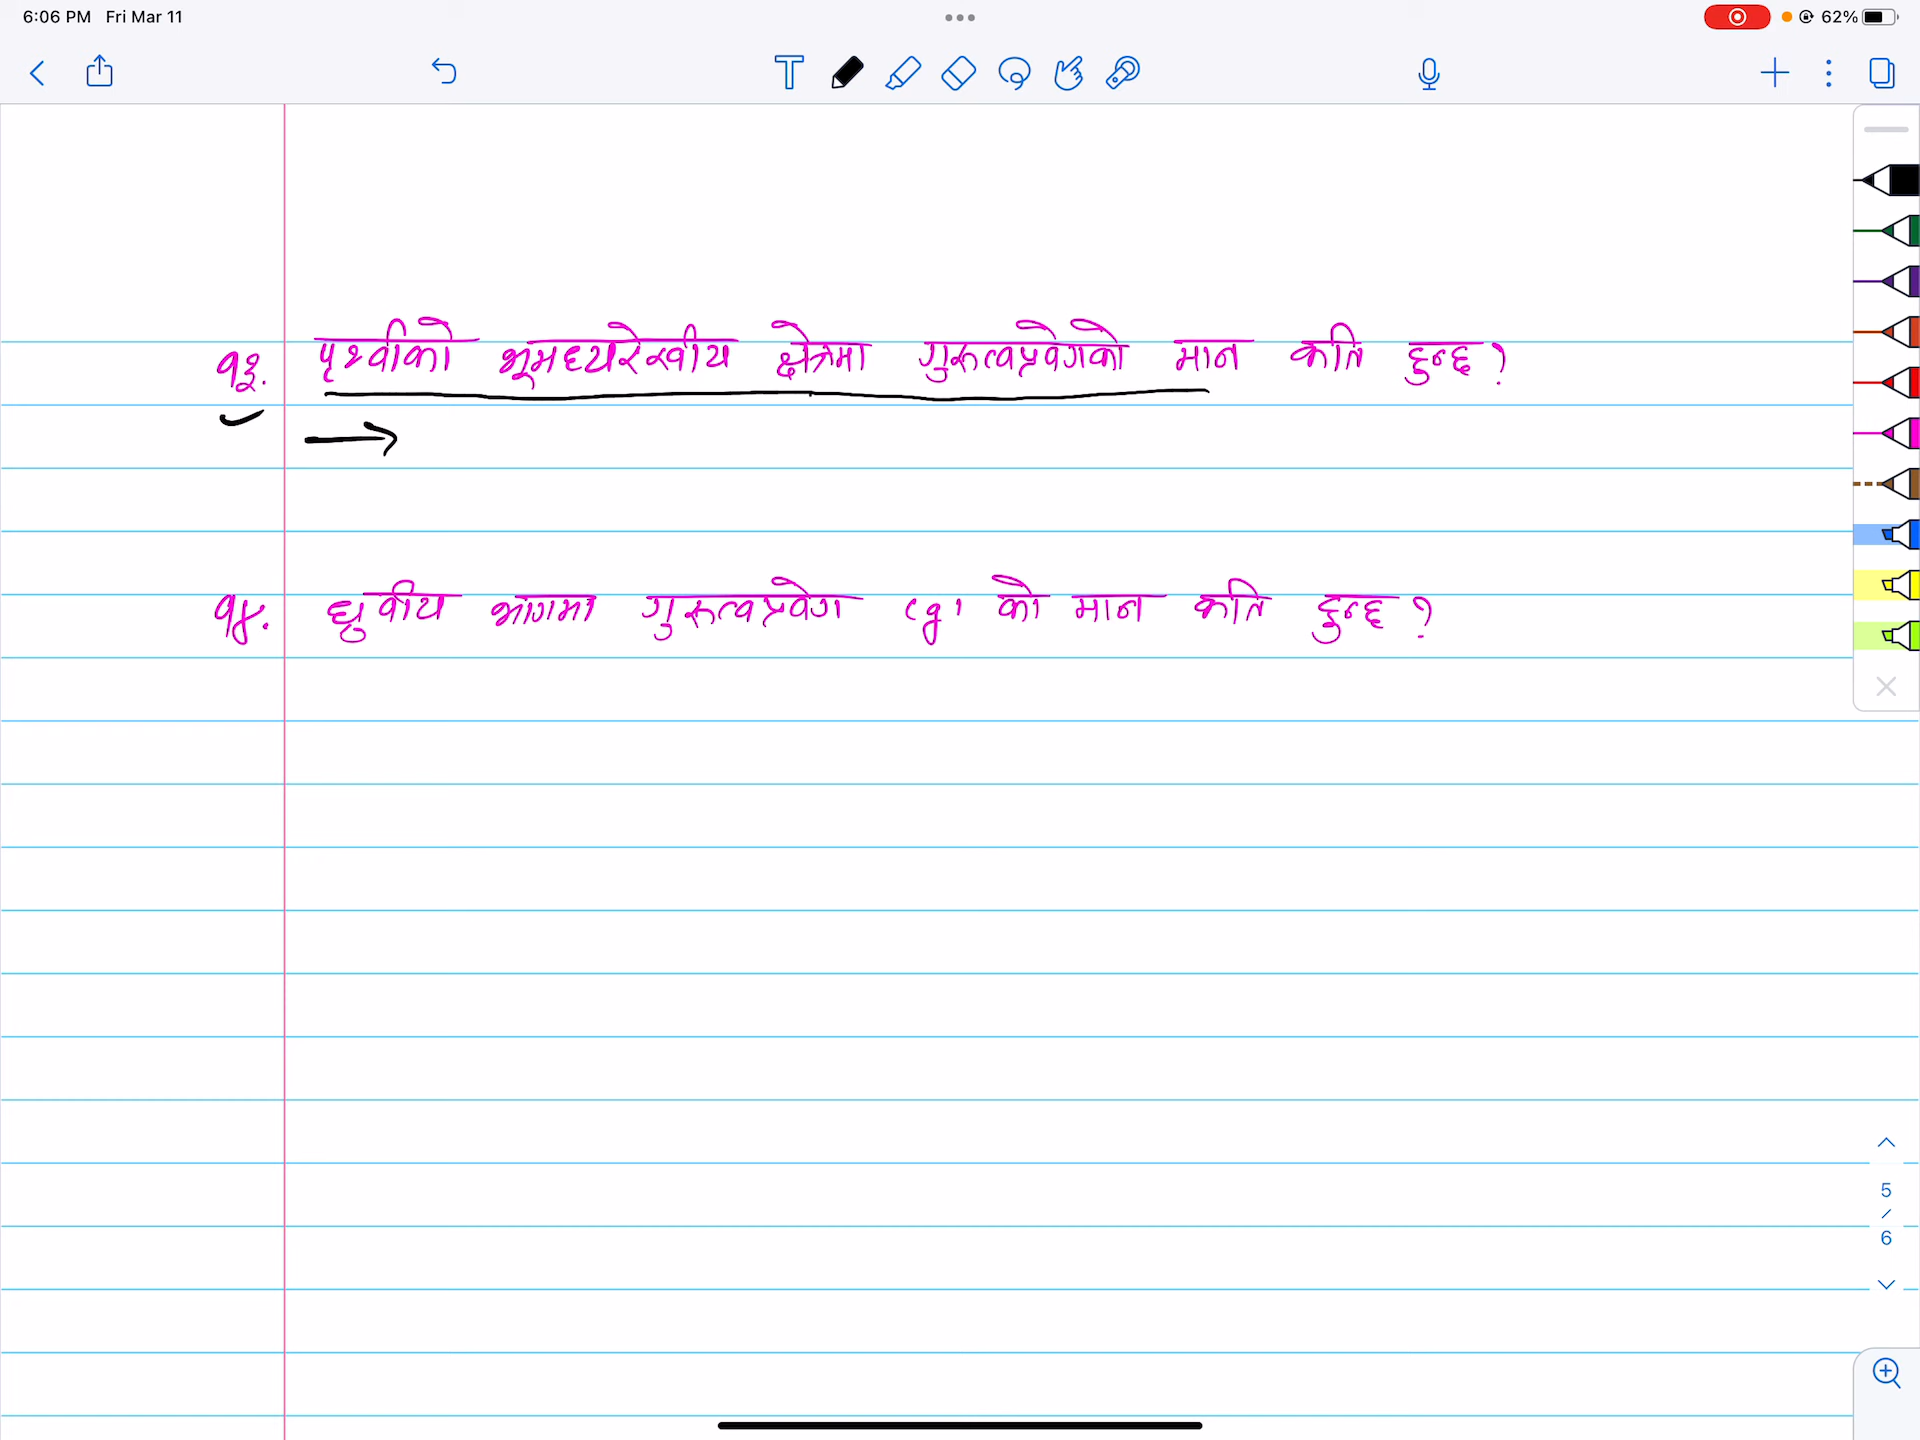 6:06 PM Fri Mar 11
62%
१३. पृथ्वीको भूमध्यरेखीय क्षेत्रमा गुरूत्वप्रवेगको मान कति हुन्छ ?
१४. ध्रुवीय भागमा गुरूत्वप्रवेग 'g' को मान कति हुन्छ ?
5
/
6